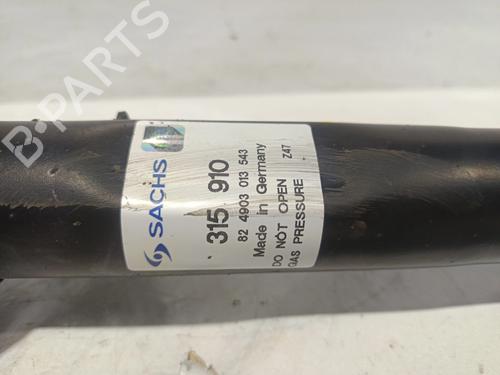 SACHS
315 910
82 4903 013 543
Made in Germany
DO NOT OPEN Z47
GAS PRESSURE
B-PARTS